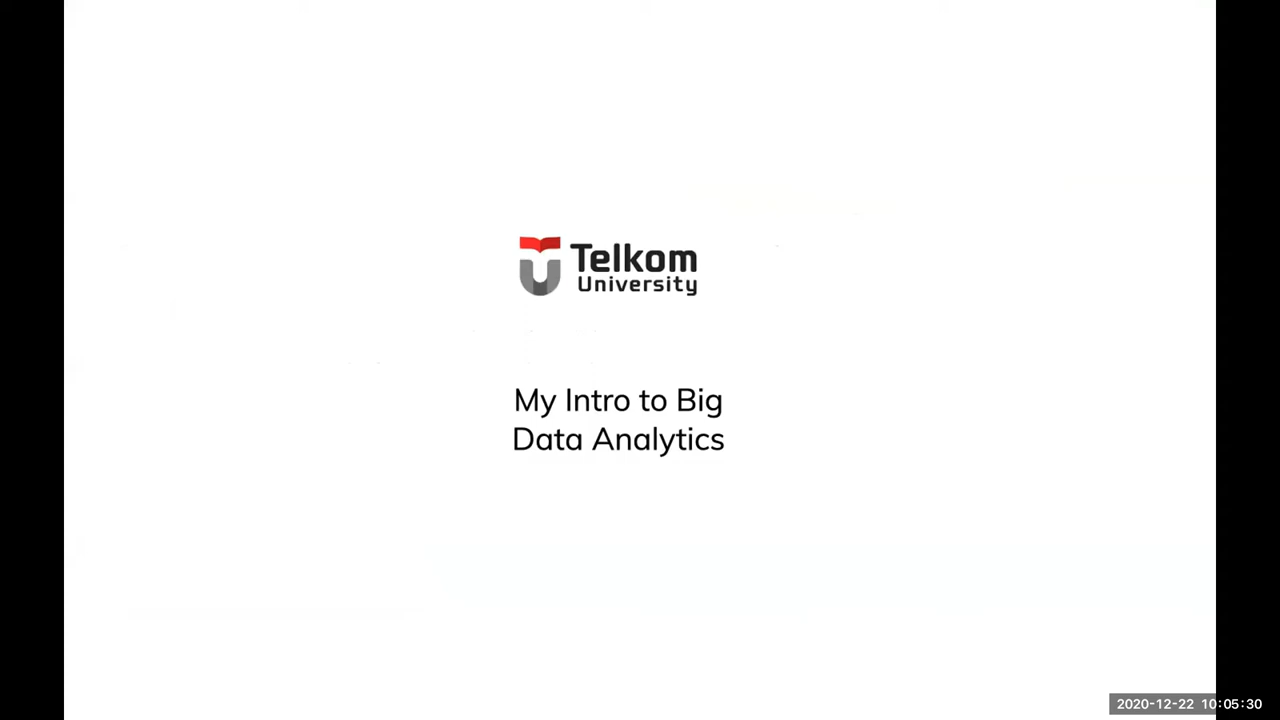 Telkom
University
My Intro to Big
Data Analytics
2020-12-22 10:05:30